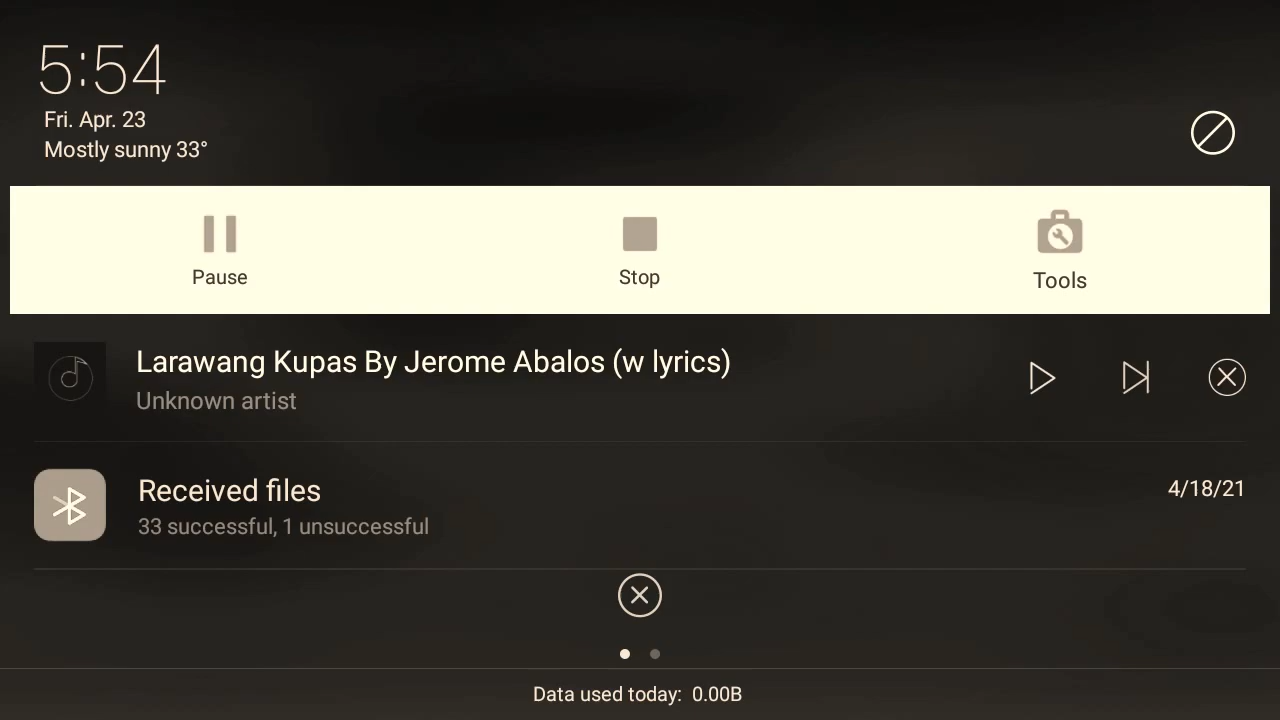 5:54
Fri. Apr. 23
Mostly sunny 33°
Pause
Stop
Tools
Larawang Kupas By Jerome Abalos (w lyrics)
Unknown artist
Received files
4/18/21
33 successful, 1 unsuccessful
Data used today: 0.00B